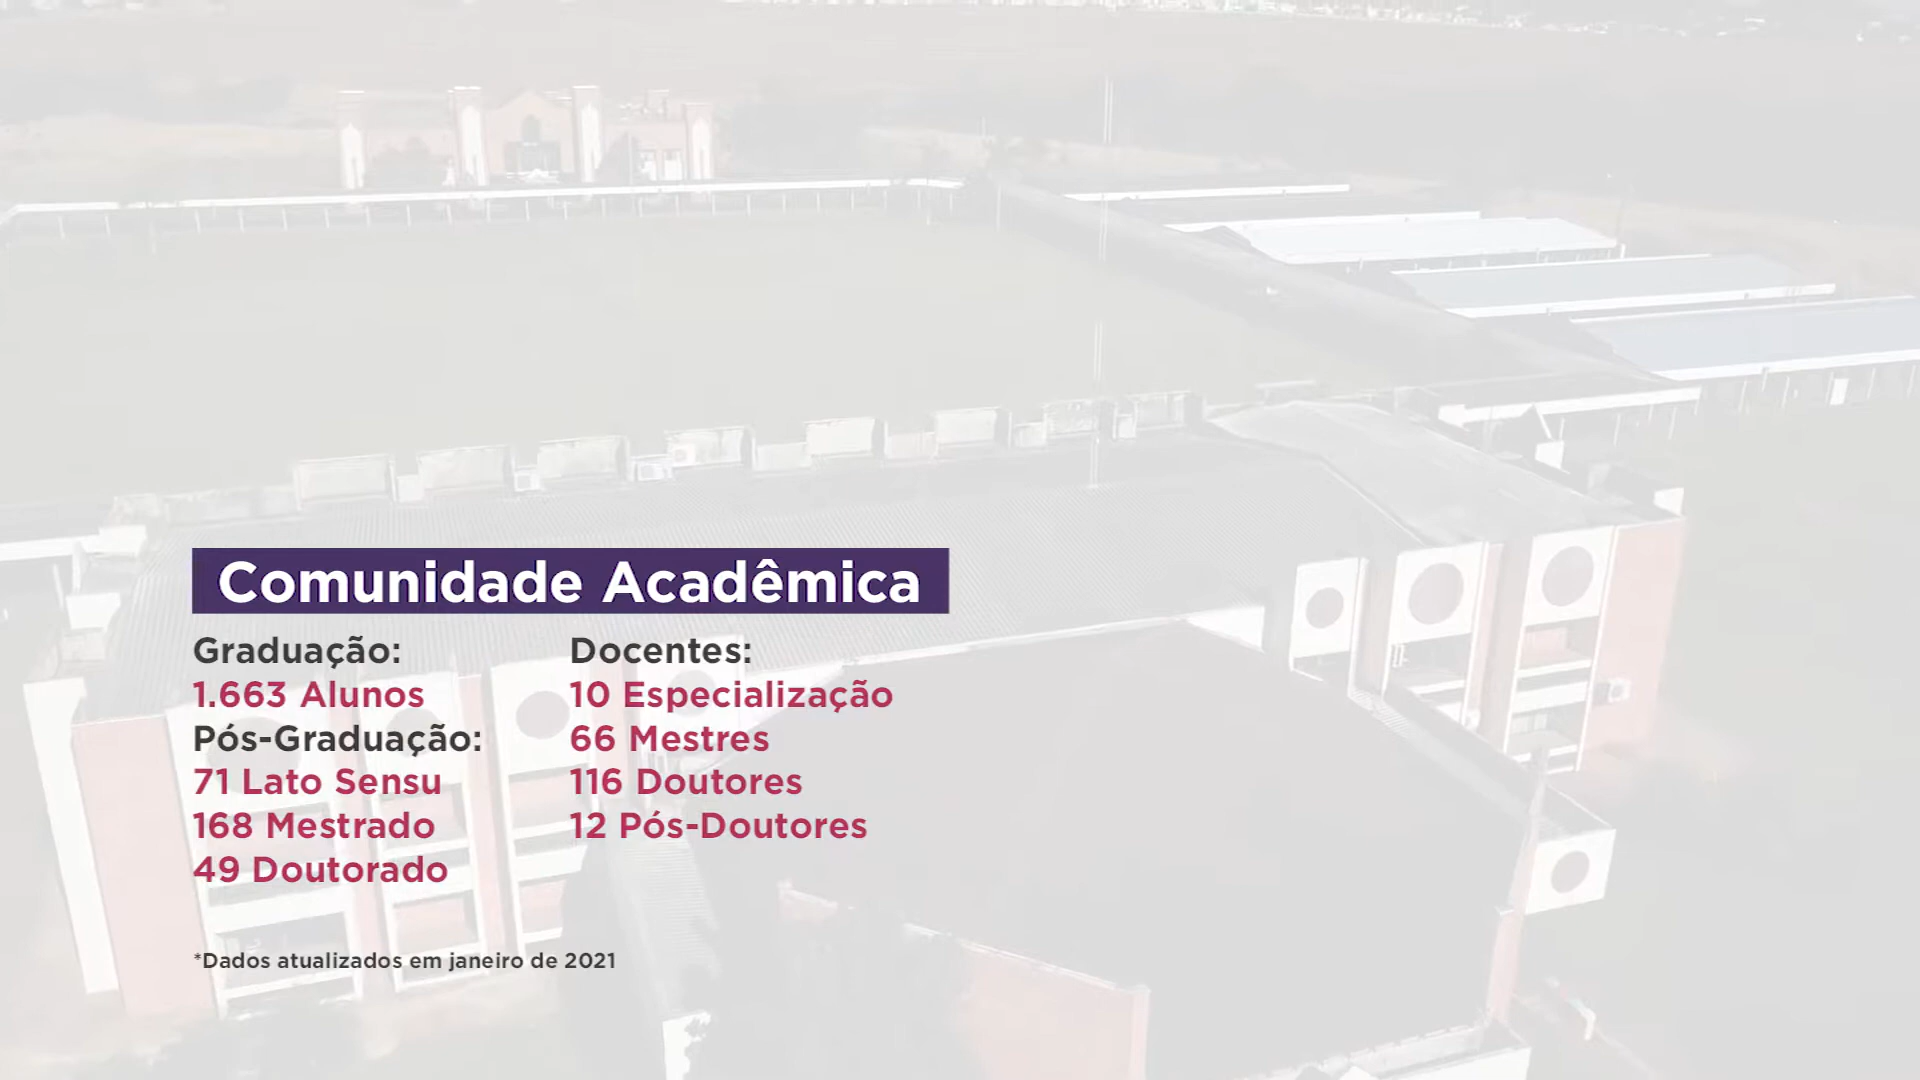 Comunidade Acadêmica
Graduação:
1.663 Alunos
Pós-Graduação:
71 Lato Sensu
168 Mestrado
49 Doutorado
Docentes:
10 Especialização
66 Mestres
116 Doutores
12 Pós-Doutores
*Dados atualizados em janeiro de 2021